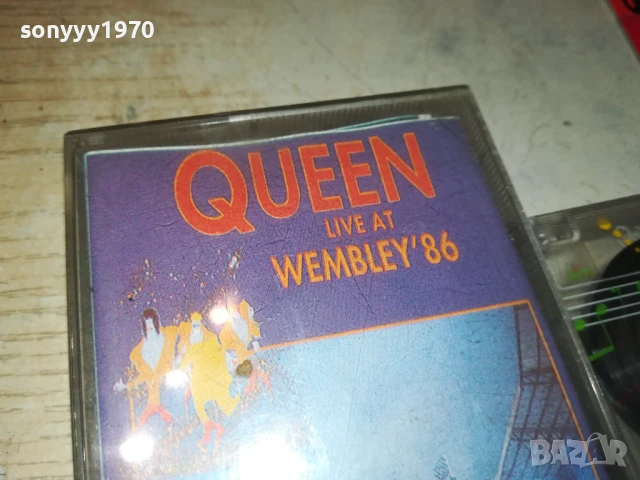 sonyyy1970
QUEEN
LIVE AT
WEMBLEY'86
BAZAR